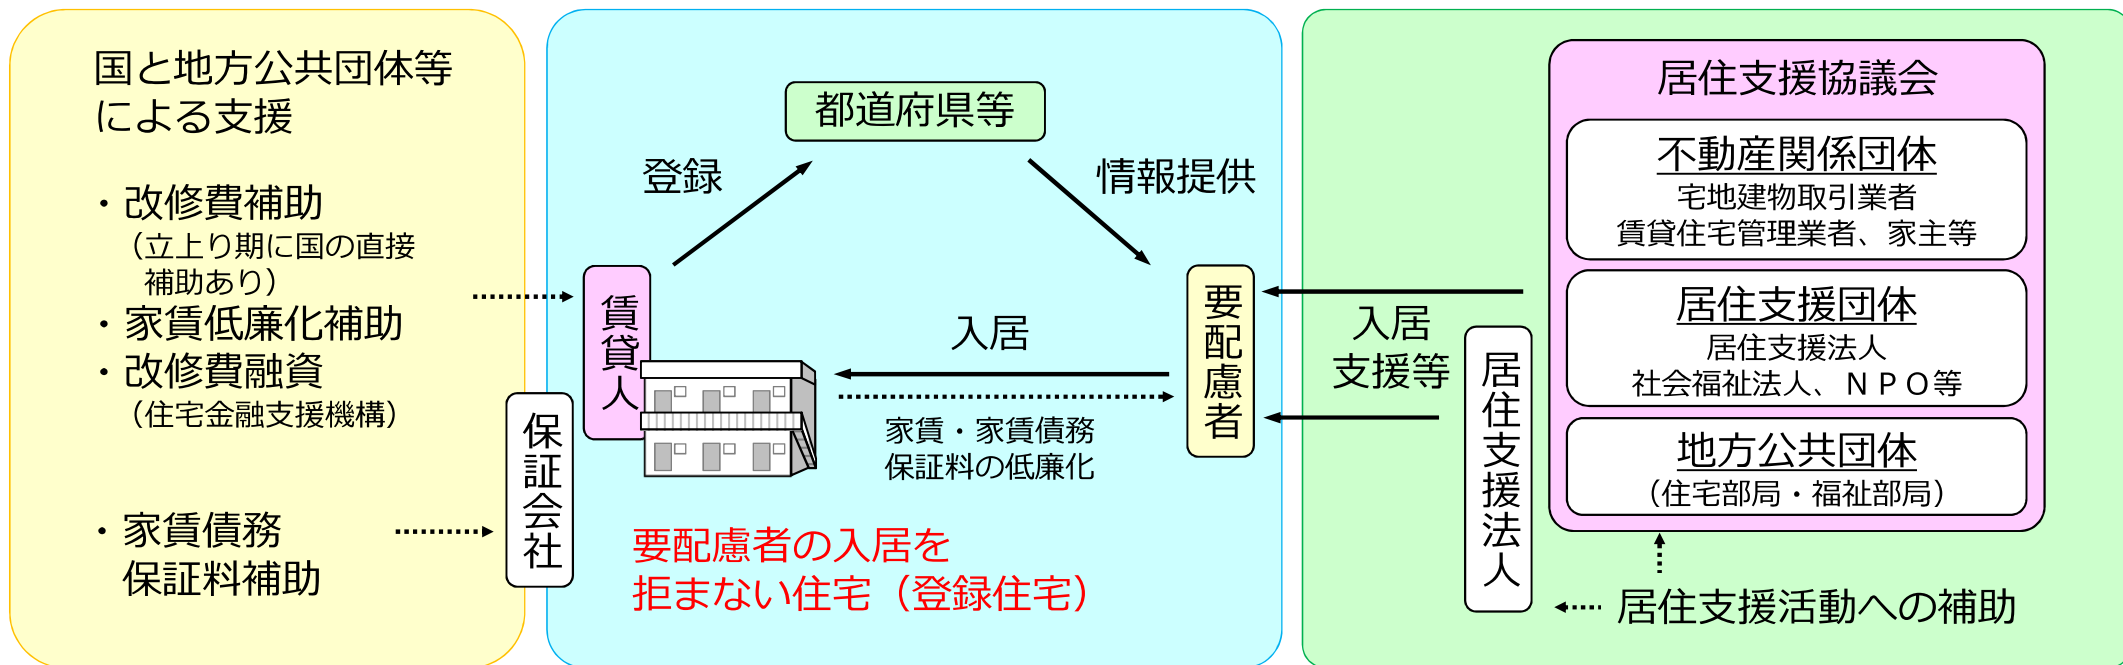 国と地方公共団体等
による支援
・改修費補助
（立上り期に国の直接
補助あり）
・家賃低廉化補助
・改修費融資
（住宅金融支援機構）
・家賃債務
保証料補助
保証会社
都道府県等
登録
情報提供
賃貸人
入居
家賃・家賃債務
保証料の低廉化
要配慮者
要配慮者の入居を
拒まない住宅（登録住宅）
入居
支援等
居住支援法人
居住支援協議会
不動産関係団体
宅地建物取引業者
賃貸住宅管理業者、家主等
居住支援団体
居住支援法人
社会福祉法人、ＮＰＯ等
地方公共団体
（住宅部局・福祉部局）
居住支援活動への補助